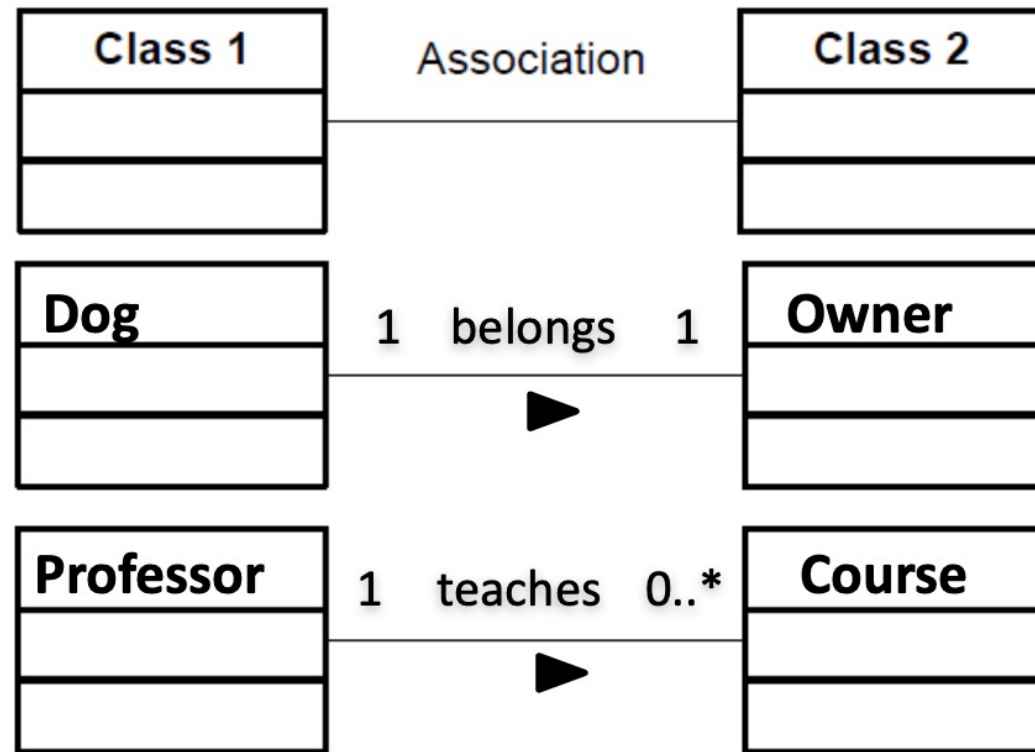 Class 1 Association Class 2
Dog 1 belongs 1 Owner
Professor 1 teaches 0..* Course